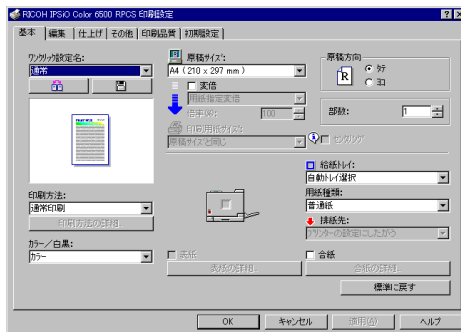 RICOH IPSiO Color 6500 RPCS 印刷設定
基本 編集 仕上げ その他 印刷品質 初期設定
ワンクリック設定名:
通常
印刷方法:
通常印刷
印刷方法の詳細...
カラー/白黒:
カラー
原稿サイズ:
A4 (210 x 297 mm)
変倍
用紙指定変倍
倍率(%): 100
印刷用紙サイズ:
原稿サイズと同じ
センタリング
表紙
表紙の詳細...
原稿方向
タテ
ヨコ
部数: 1
給紙トレイ:
自動トレイ選択
用紙種類:
普通紙
排紙先:
プリンターの設定にしたがう
合紙
合紙の詳細...
標準に戻す
OK キャンセル 適用(A) ヘルプ